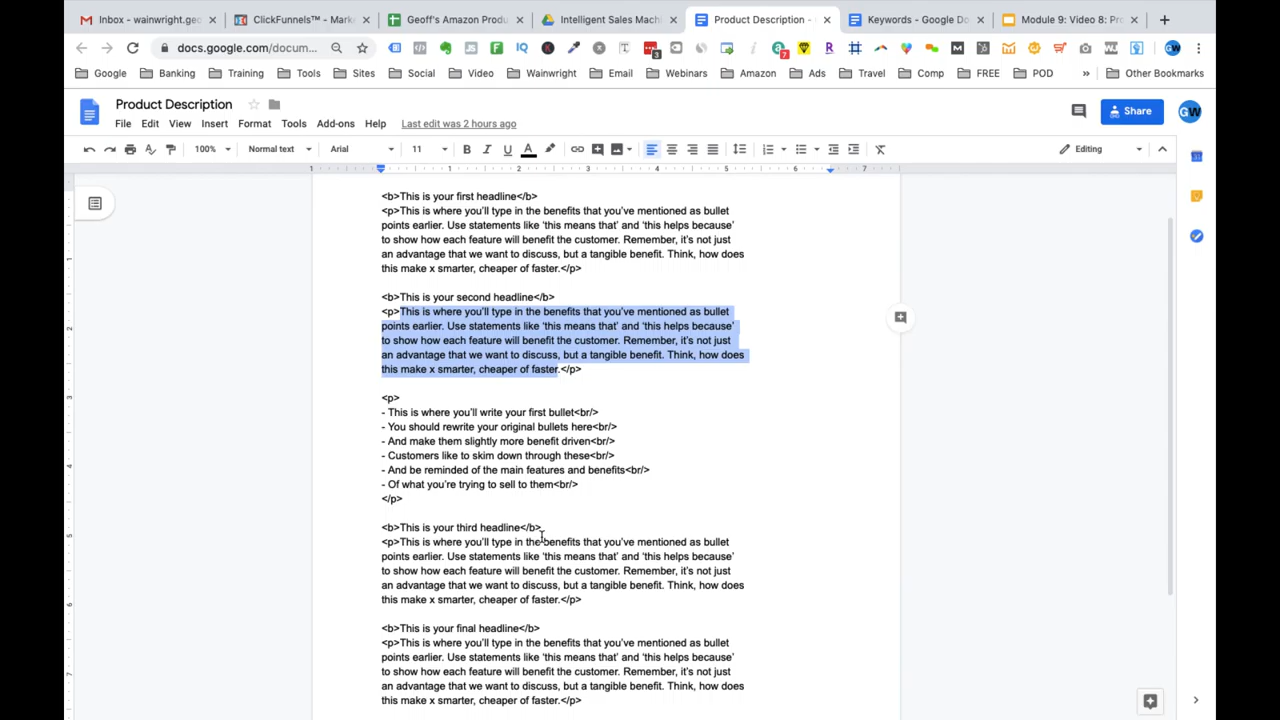 Inbox - wainwright.geo
ClickFunnels™ - Marke
Geoff's Amazon Produ
Intelligent Sales Mach
Product Description -
Keywords - Google Do
Module 9: Video 8: Pro
docs.google.com/docum...
Google Banking Training Tools Sites Social Video Wainwright Email Webinars Amazon Ads Travel Comp FREE POD » Other Bookmarks
Product Description
Share
File Edit View Insert Format Tools Add-ons Help Last edit was 2 hours ago
100% Normal text Arial 11 Editing
1 1 2 3 4 5 6 7
<b>This is your first headline</b>
<p>This is where you'll type in the benefits that you've mentioned as bullet
points earlier. Use statements like 'this means that' and 'this helps because'
to show how each feature will benefit the customer. Remember, it's not just
an advantage that we want to discuss, but a tangible benefit. Think, how does
this make x smarter, cheaper of faster.</p>
<b>This is your second headline</b>
<p>This is where you'll type in the benefits that you've mentioned as bullet
points earlier. Use statements like 'this means that' and 'this helps because'
to show how each feature will benefit the customer. Remember, it's not just
an advantage that we want to discuss, but a tangible benefit. Think, how does
this make x smarter, cheaper of faster.</p>
<p>
- This is where you'll write your first bullet<br/>
- You should rewrite your original bullets here<br/>
- And make them slightly more benefit driven<br/>
- Customers like to skim down through these<br/>
- And be reminded of the main features and benefits<br/>
- Of what you're trying to sell to them<br/>
</p>
<b>This is your third headline</b>
<p>This is where you'll type in the benefits that you've mentioned as bullet
points earlier. Use statements like 'this means that' and 'this helps because'
to show how each feature will benefit the customer. Remember, it's not just
an advantage that we want to discuss, but a tangible benefit. Think, how does
this make x smarter, cheaper of faster.</p>
<b>This is your final headline</b>
<p>This is where you'll type in the benefits that you've mentioned as bullet
points earlier. Use statements like 'this means that' and 'this helps because'
to show how each feature will benefit the customer. Remember, it's not just
an advantage that we want to discuss, but a tangible benefit. Think, how does
this make x smarter, cheaper of faster.</p>